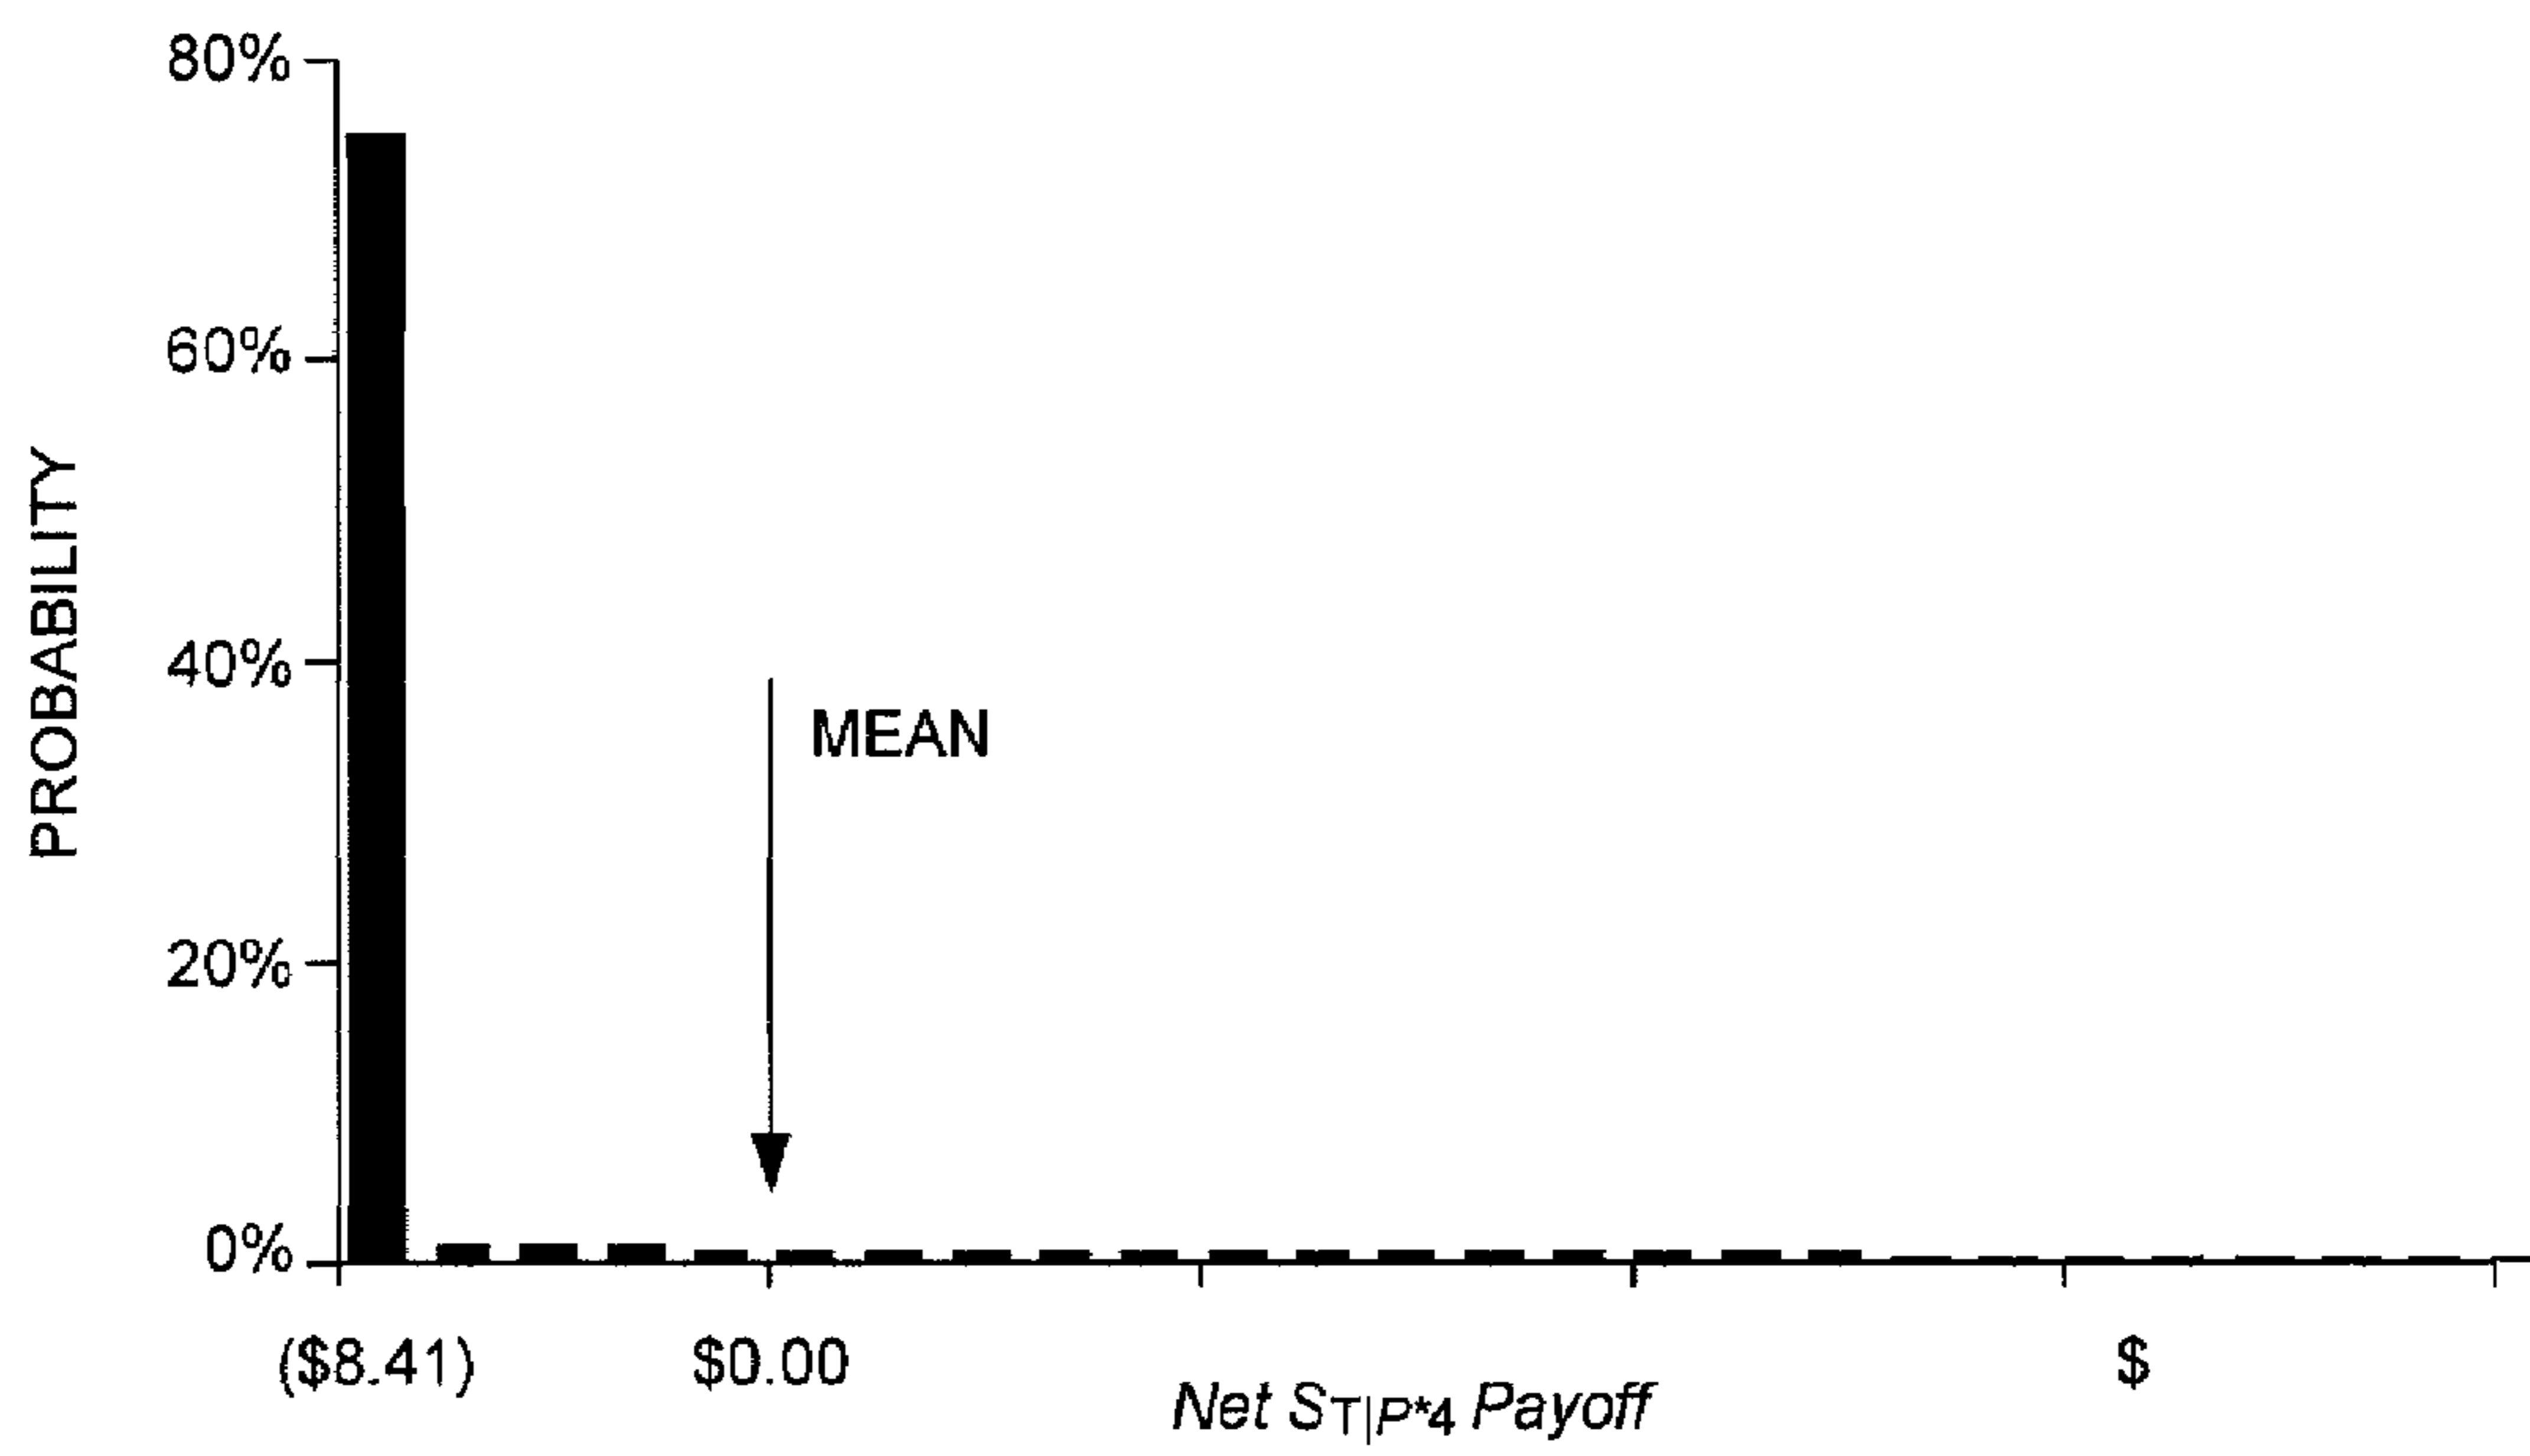 80%
60%
40%
20%
0%
PROBABILITY
MEAN
($8.41)
$0.00
$
Net ST|P*4 Payoff